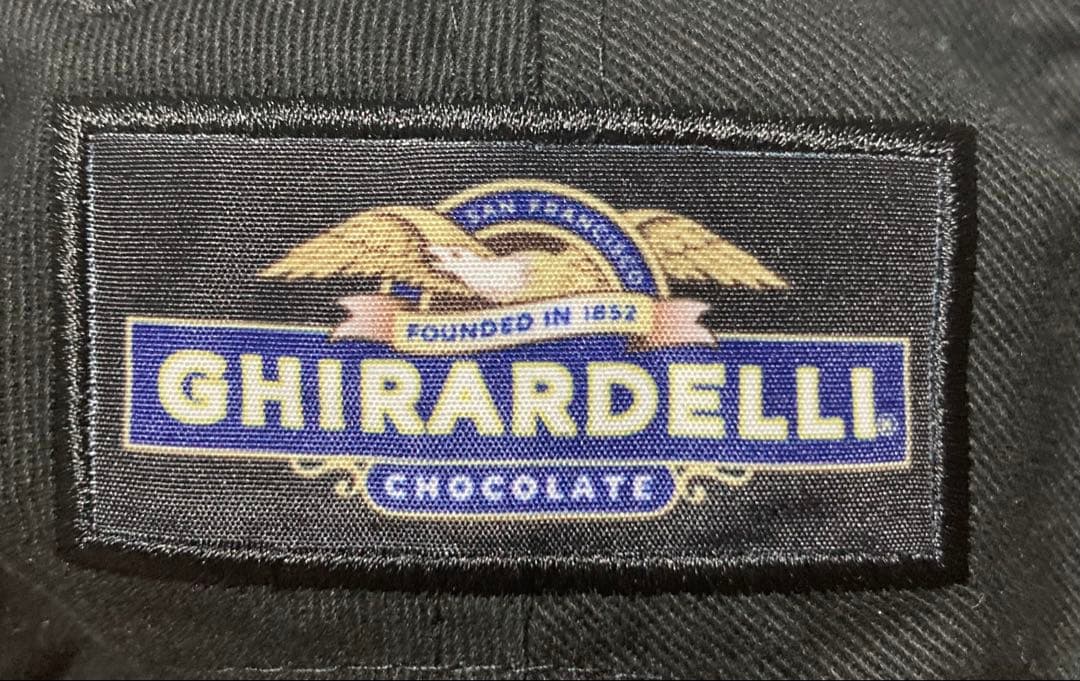 SAN FRANCISCO
FOUNDED IN 1852
GHIRARDELLI®
CHOCOLATE